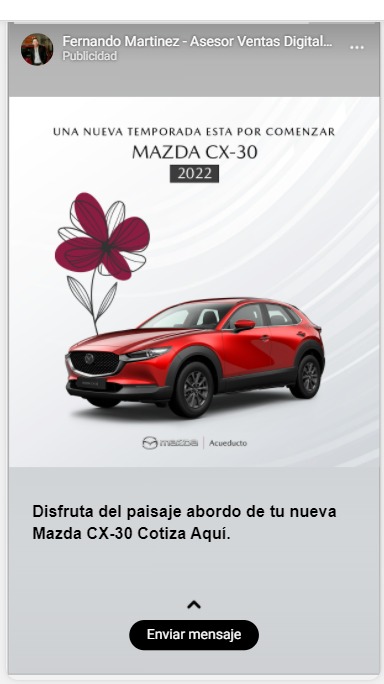 Fernando Martinez - Asesor Ventas Digital...
Publicidad
UNA NUEVA TEMPORADA ESTA POR COMENZAR
MAZDA CX-30
2022
mazda | Acueducto
Disfruta del paisaje abordo de tu nueva
Mazda CX-30 Cotiza Aquí.
Enviar mensaje